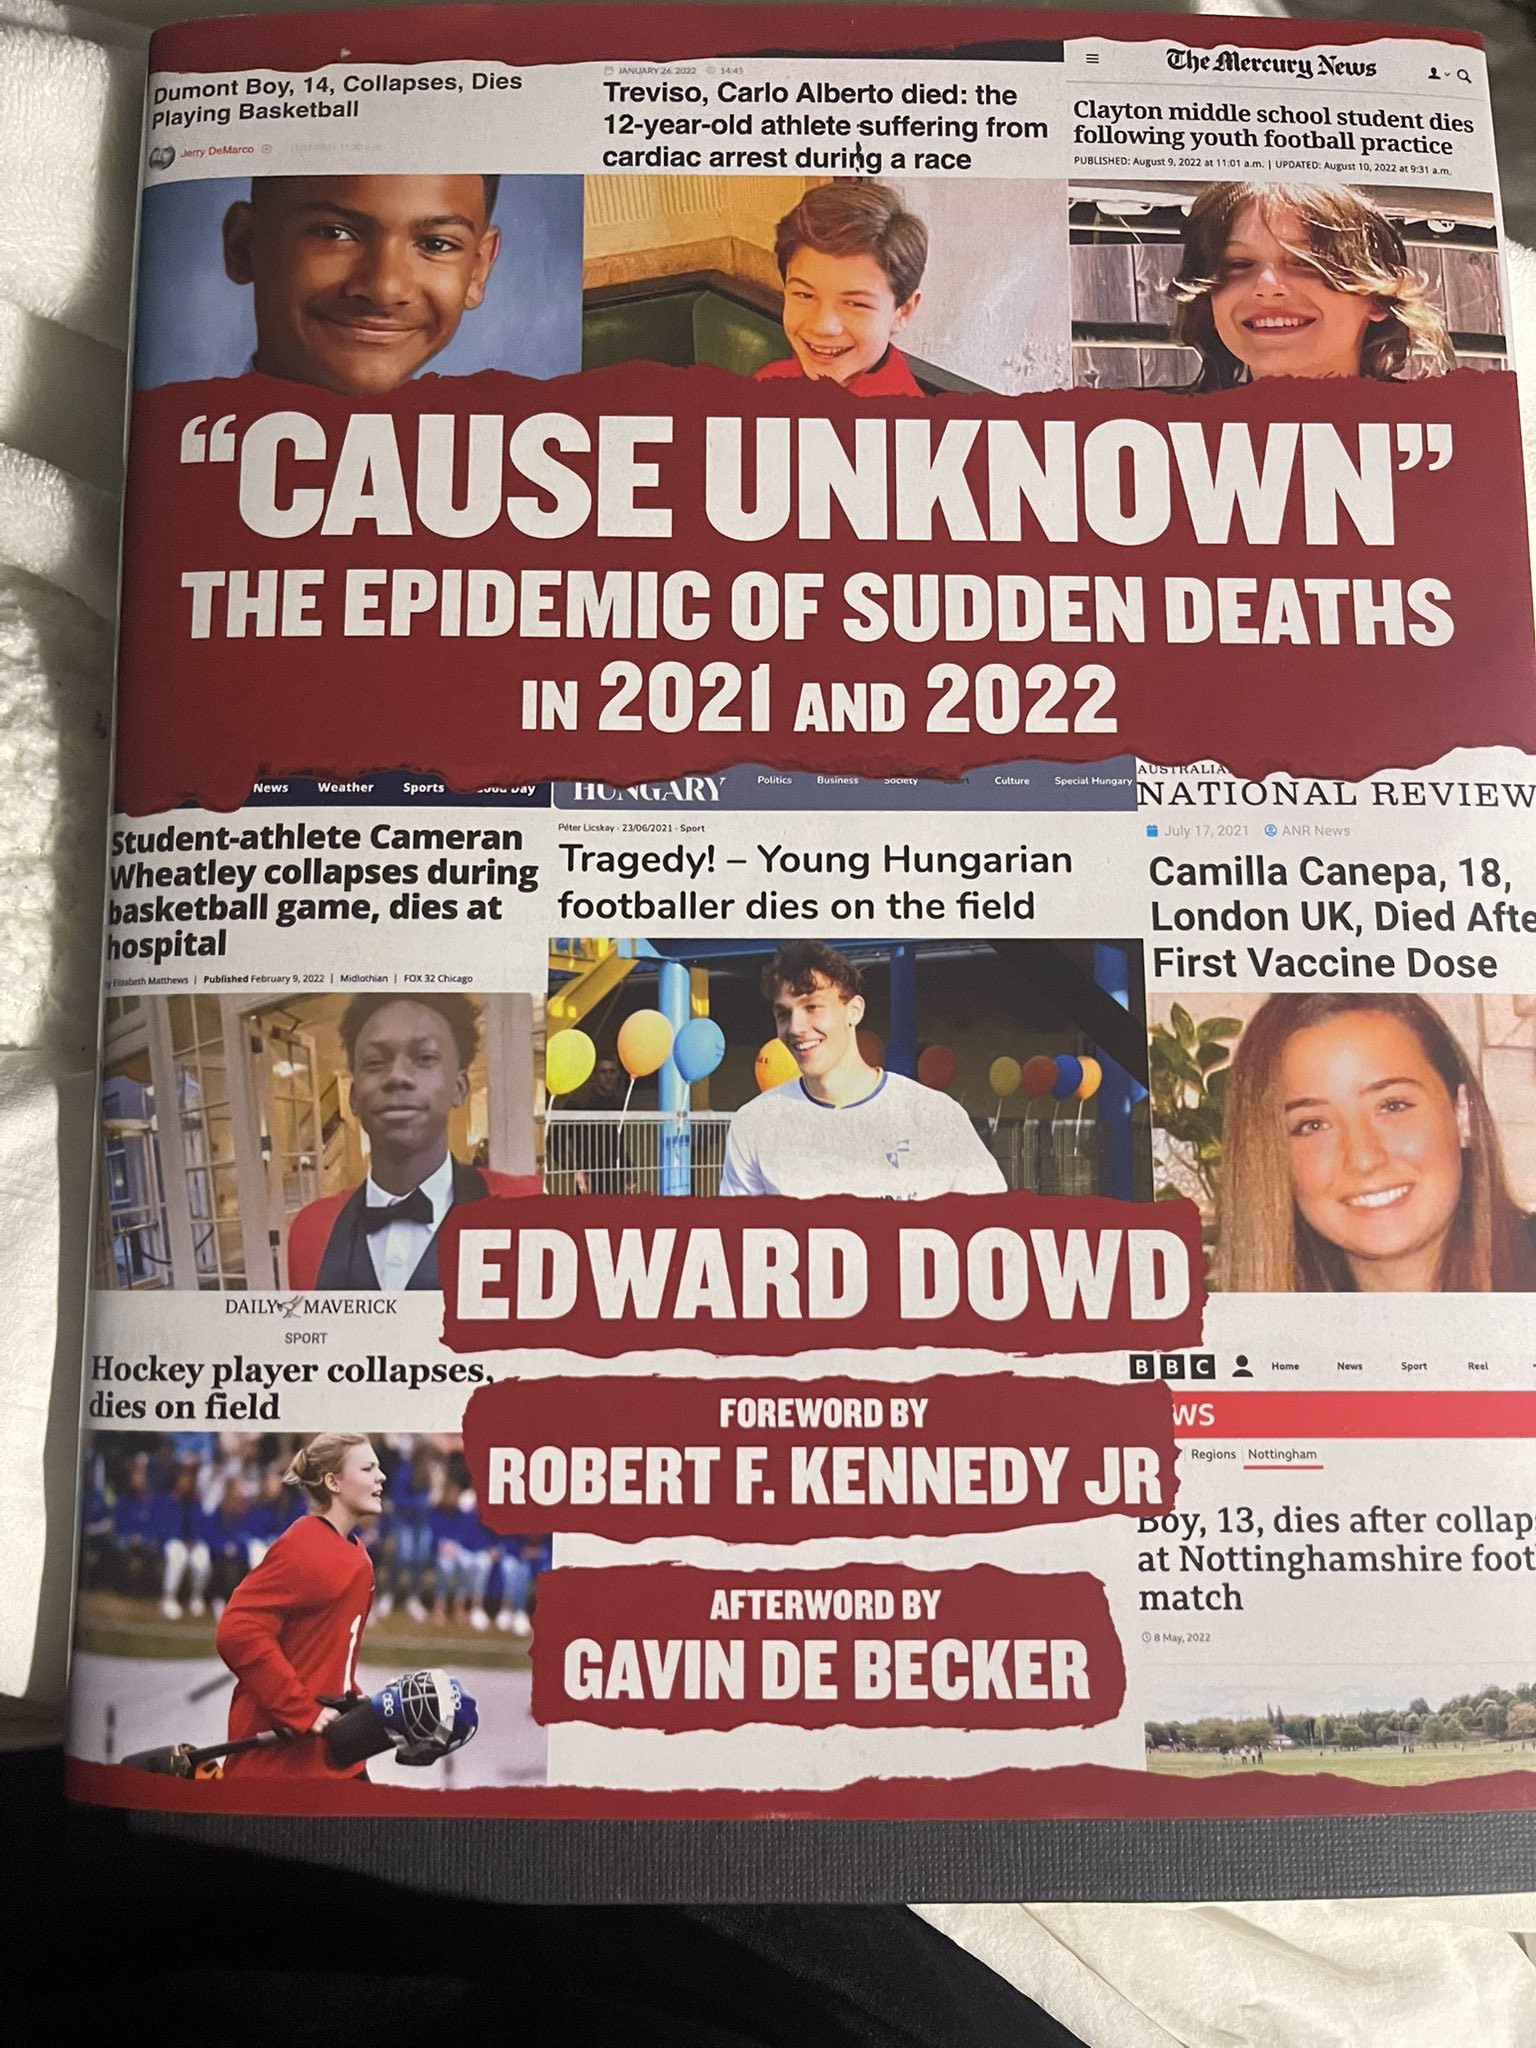 Dumont Boy, 14, Collapses, Dies
Playing Basketball
Jerry DeMarco
JANUARY 26, 2022 14:45
Treviso, Carlo Alberto died: the
12-year-old athlete suffering from
cardiac arrest during a race
The Mercury News
Clayton middle school student dies
following youth football practice
PUBLISHED: August 9, 2022 at 11:01 a.m. | UPDATED: August 10, 2022 at 9:31 a.m.
“CAUSE UNKNOWN”
THE EPIDEMIC OF SUDDEN DEATHS
IN 2021 AND 2022
News Weather Sports Day
Student-athlete Cameran
Wheatley collapses during
basketball game, dies at
hospital
Elizabeth Matthews | Published February 9, 2022 | Midlothian | FOX 32 Chicago
HUNGARY Politics Business Society Culture Special Hungary
Péter Licskay · 23/06/2021 · Sport
Tragedy! – Young Hungarian
footballer dies on the field
AUSTRALIA
NATIONAL REVIEW
July 17, 2021 ANR News
Camilla Canepa, 18,
London UK, Died Afte
First Vaccine Dose
EDWARD DOWD
DAILY MAVERICK
SPORT
Hockey player collapses,
dies on field
FOREWORD BY
ROBERT F. KENNEDY JR
AFTERWORD BY
GAVIN DE BECKER
BBC Home News Sport Reel
WS
Regions Nottingham
Boy, 13, dies after collap
at Nottinghamshire foot
match
8 May, 2022
1